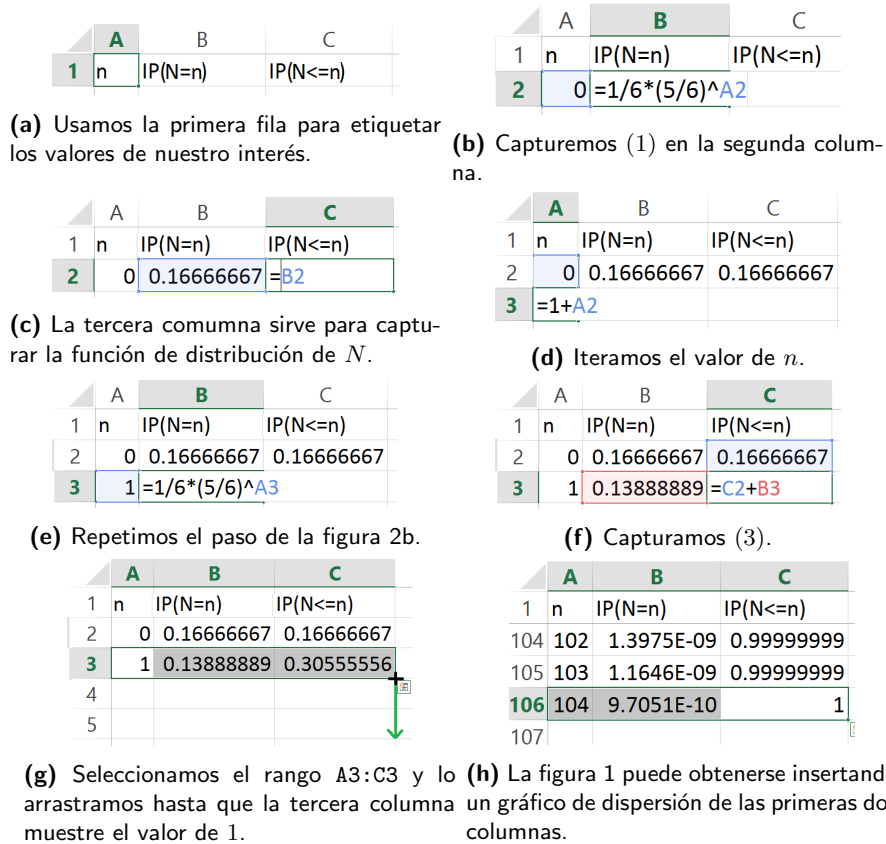 A B C
1 n IP(N=n) IP(N<=n)
(a) Usamos la primera fila para etiquetar
los valores de nuestro interés.
A B C
1 n IP(N=n) IP(N<=n)
2 0 =1/6*(5/6)^A2
(b) Capturemos (1) en la segunda colum-
na.
A B C
1 n IP(N=n) IP(N<=n)
2 0 0.16666667 =B2
(c) La tercera comumna sirve para captu-
rar la función de distribución de N.
A B C
1 n IP(N=n) IP(N<=n)
2 0 0.16666667 0.16666667
3 =1+A2
(d) Iteramos el valor de n.
A B C
1 n IP(N=n) IP(N<=n)
2 0 0.16666667 0.16666667
3 1 =1/6*(5/6)^A3
(e) Repetimos el paso de la figura 2b.
A B C
1 n IP(N=n) IP(N<=n)
2 0 0.16666667 0.16666667
3 1 0.13888889 =C2+B3
(f) Capturamos (3).
A B C
1 n IP(N=n) IP(N<=n)
2 0 0.16666667 0.16666667
3 1 0.13888889 0.30555556
4
5
(g) Seleccionamos el rango A3:C3 y lo
arrastramos hasta que la tercera columna
muestre el valor de 1.
A B C
1 n IP(N=n) IP(N<=n)
104 102 1.3975E-09 0.99999999
105 103 1.1646E-09 0.99999999
106 104 9.7051E-10 1
107
(h) La figura 1 puede obtenerse insertand
un gráfico de dispersión de las primeras do
columnas.